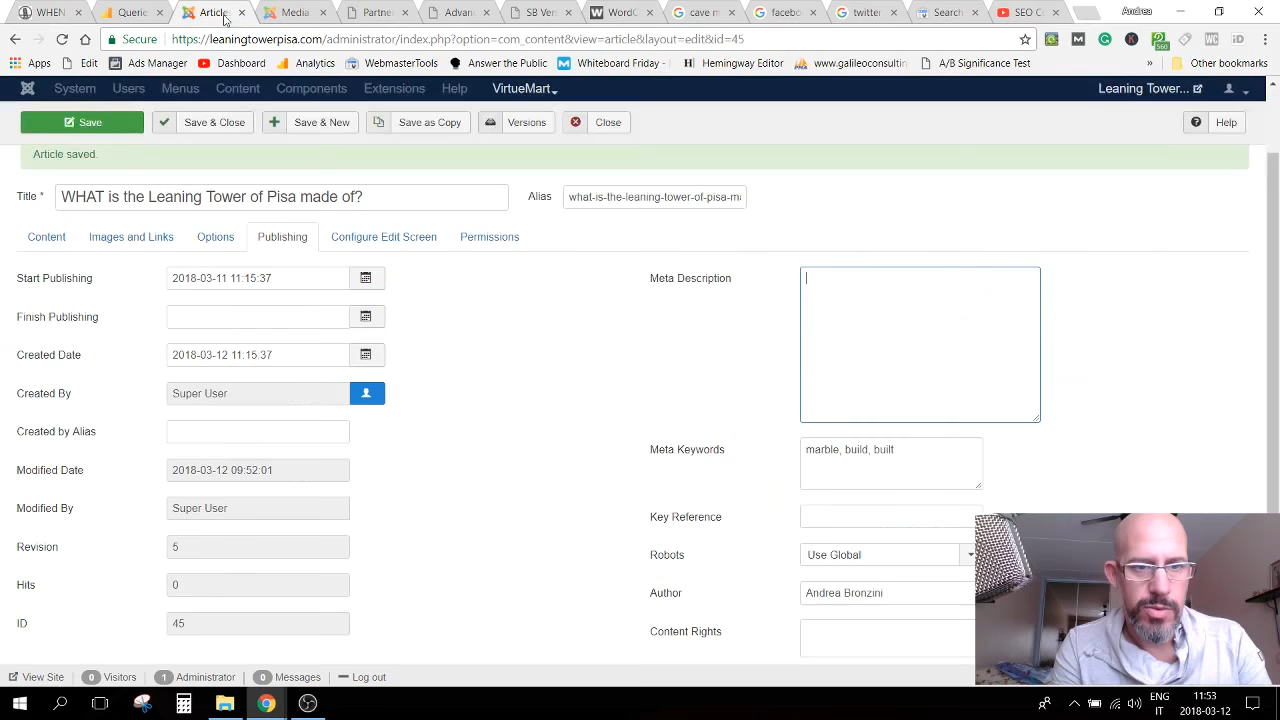 WHEN
Querie
Article
Media
Partne
Advan
SB Ver
WordC
cave m
faceboo
twitter
Search
SEO C
Andrea
Secure
https://leaningtowerpisa.com/administrator/index.php?option=com_content&view=article&layout=edit&id=45
Apps
Edit
Ads Manager
Dashboard
Analytics
WebmasterTools
Answer the Public
Whiteboard Friday -
Hemingway Editor
www.galileoconsultin
A/B Significance Test
»
Other bookmarks
System
Users
Menus
Content
Components
Extensions
Help
VirtueMart
Leaning Tower...
Save
Save & Close
Save & New
Save as Copy
Versions
Close
Help
Article saved.
Title *
WHAT is the Leaning Tower of Pisa made of?
Alias
what-is-the-leaning-tower-of-pisa-m
Content
Images and Links
Options
Publishing
Configure Edit Screen
Permissions
Start Publishing
2018-03-11 11:15:37
Meta Description
Finish Publishing
Created Date
2018-03-12 11:15:37
Created By
Super User
Created by Alias
Meta Keywords
marble, build, built
Modified Date
2018-03-12 09:52:01
Modified By
Super User
Key Reference
Revision
5
Robots
Use Global
Hits
0
Author
Andrea Bronzini
ID
45
Content Rights
View Site
0 Visitors
1 Administrator
0 Messages
Log out
ENG
IT
11:53
2018-03-12